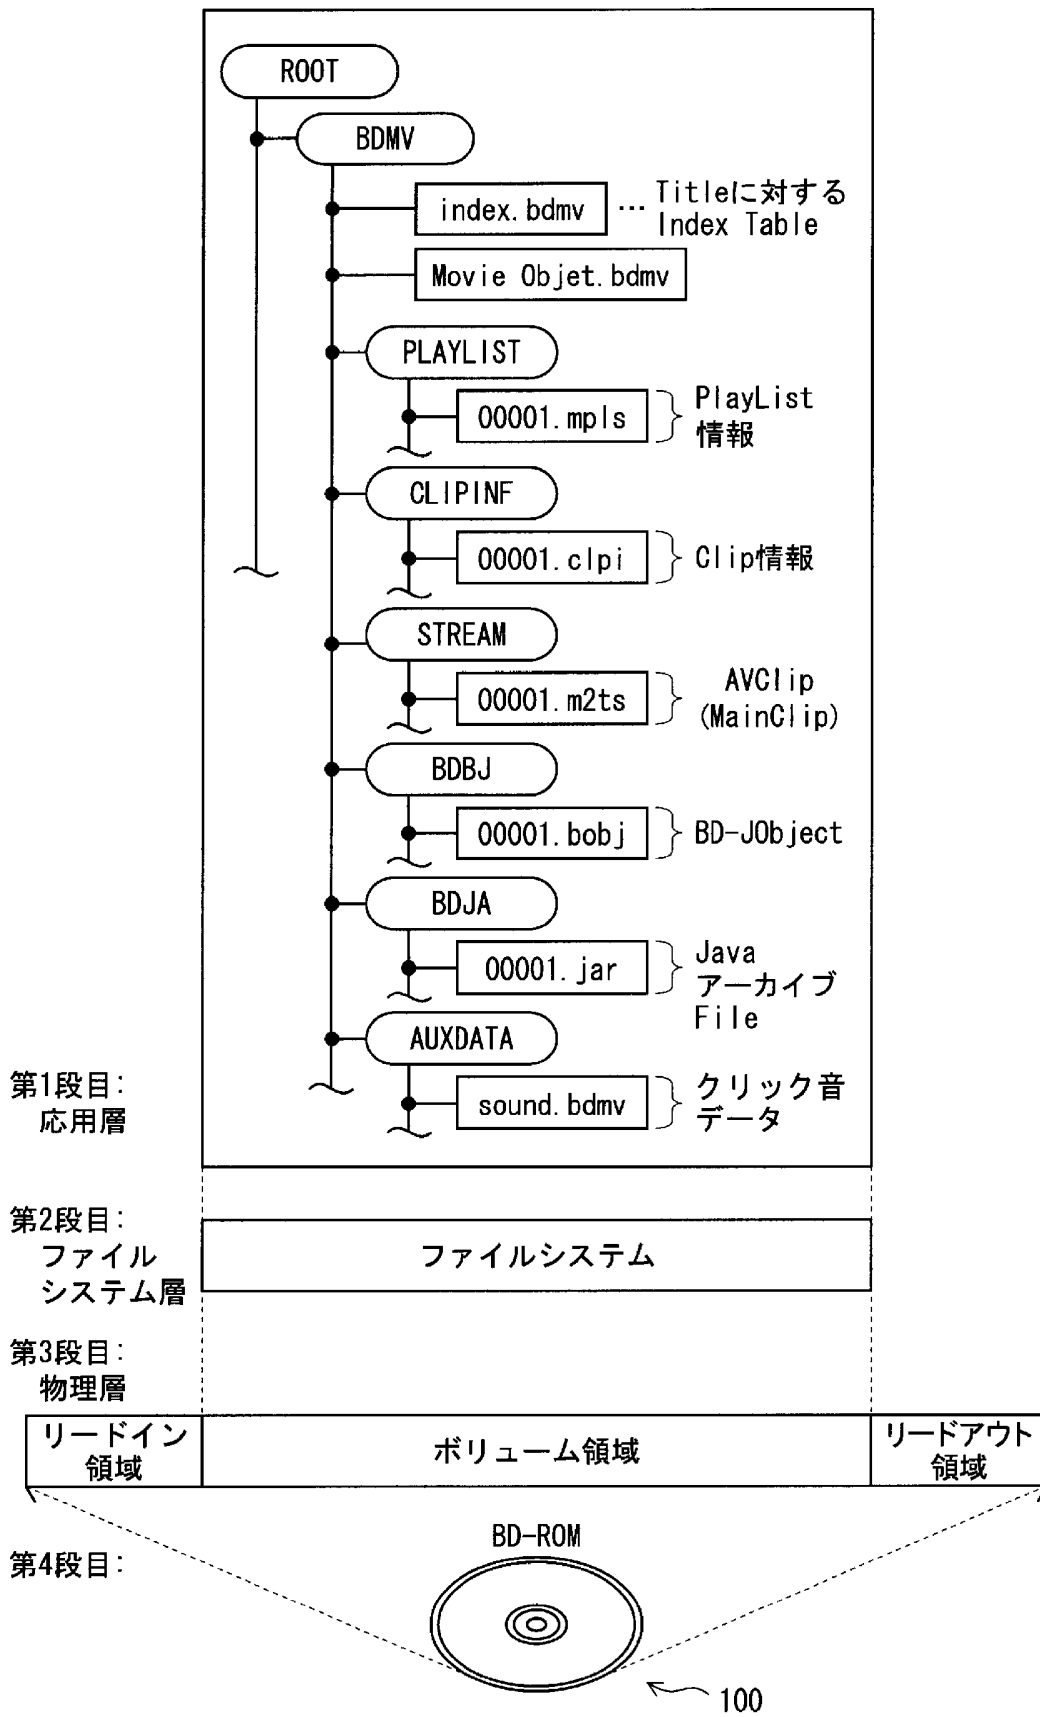 ROOT
BDMV
index.bdmv … Titleに対する
Index Table
Movie Objet.bdmv
PLAYLIST
00001.mpls
PlayList
情報
CLIPINF
00001.clpi
Clip情報
STREAM
00001.m2ts
AVClip
(MainClip)
BDBJ
00001.bobj
BD-JObject
BDJA
00001.jar
Java
アーカイブ
File
AUXDATA
sound.bdmv
クリック音
データ
第1段目:
応用層
第2段目:
ファイル
システム層
ファイルシステム
第3段目:
物理層
リードイン
領域
ボリューム領域
リードアウト
領域
BD-ROM
第4段目:
100